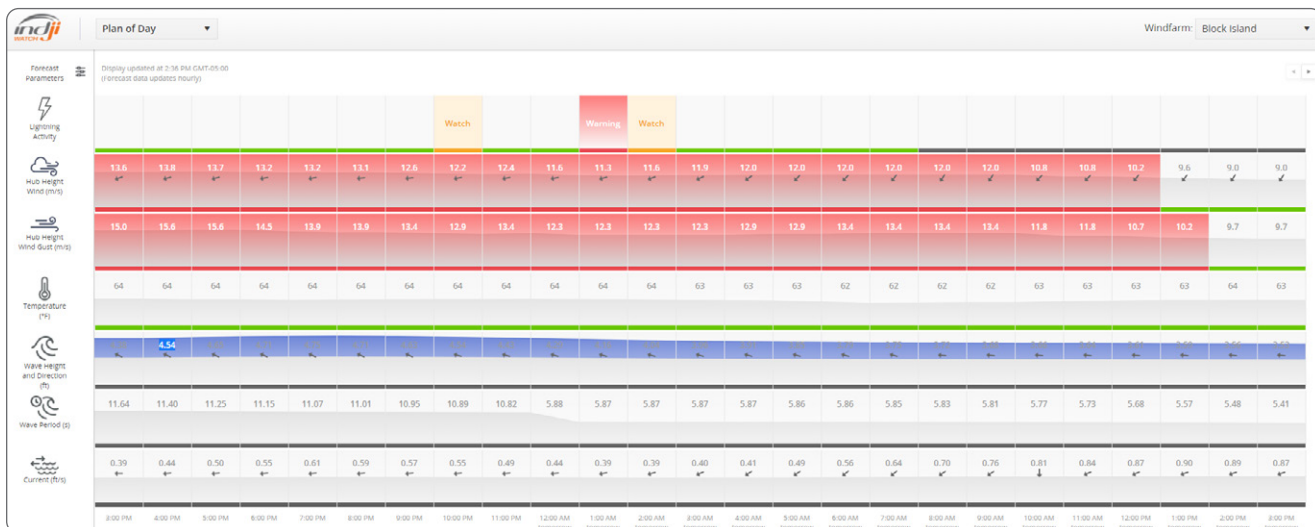 indji
WATCH
Plan of Day
Windfarm: Block Island
Forecast
Parameters
Display updated at 2:36 PM GMT-05:00
(Forecast data updates hourly)
Lightning
Activity
Watch Warning Watch
Hub Height
Wind (m/s)
13.6 13.8 13.7 13.2 13.2 13.1 12.6 12.2 12.4 11.6 11.3 11.6 11.9 12.0 12.0 12.0 12.0 12.0 12.0 10.8 10.8 10.2 9.6 9.0 9.0
Hub Height
Wind Gust (m/s)
15.0 15.6 15.6 14.5 13.9 13.9 13.4 12.9 13.4 12.3 12.3 12.3 12.3 12.9 12.9 13.4 13.4 13.4 13.4 11.8 11.8 10.7 10.2 9.7 9.7
Temperature
(°F)
64 64 64 64 64 64 64 64 64 64 64 64 63 63 63 62 62 62 62 63 63 63 63 64 63
Wave Height
and Direction
(ft)
4.54
Wave Period (s)
11.64 11.40 11.25 11.15 11.07 11.01 10.95 10.89 10.82 5.88 5.87 5.87 5.87 5.87 5.86 5.86 5.85 5.83 5.81 5.77 5.73 5.68 5.57 5.48 5.41
Current (ft/s)
0.39 0.44 0.50 0.55 0.61 0.59 0.57 0.55 0.49 0.44 0.39 0.39 0.40 0.41 0.49 0.56 0.64 0.70 0.76 0.81 0.84 0.87 0.90 0.89 0.87
3:00 PM 4:00 PM 5:00 PM 6:00 PM 7:00 PM 8:00 PM 9:00 PM 10:00 PM 11:00 PM 12:00 AM 1:00 AM 2:00 AM 3:00 AM 4:00 AM 5:00 AM 6:00 AM 7:00 AM 8:00 AM 9:00 AM 10:00 AM 11:00 AM 12:00 PM 1:00 PM 2:00 PM 3:00 PM